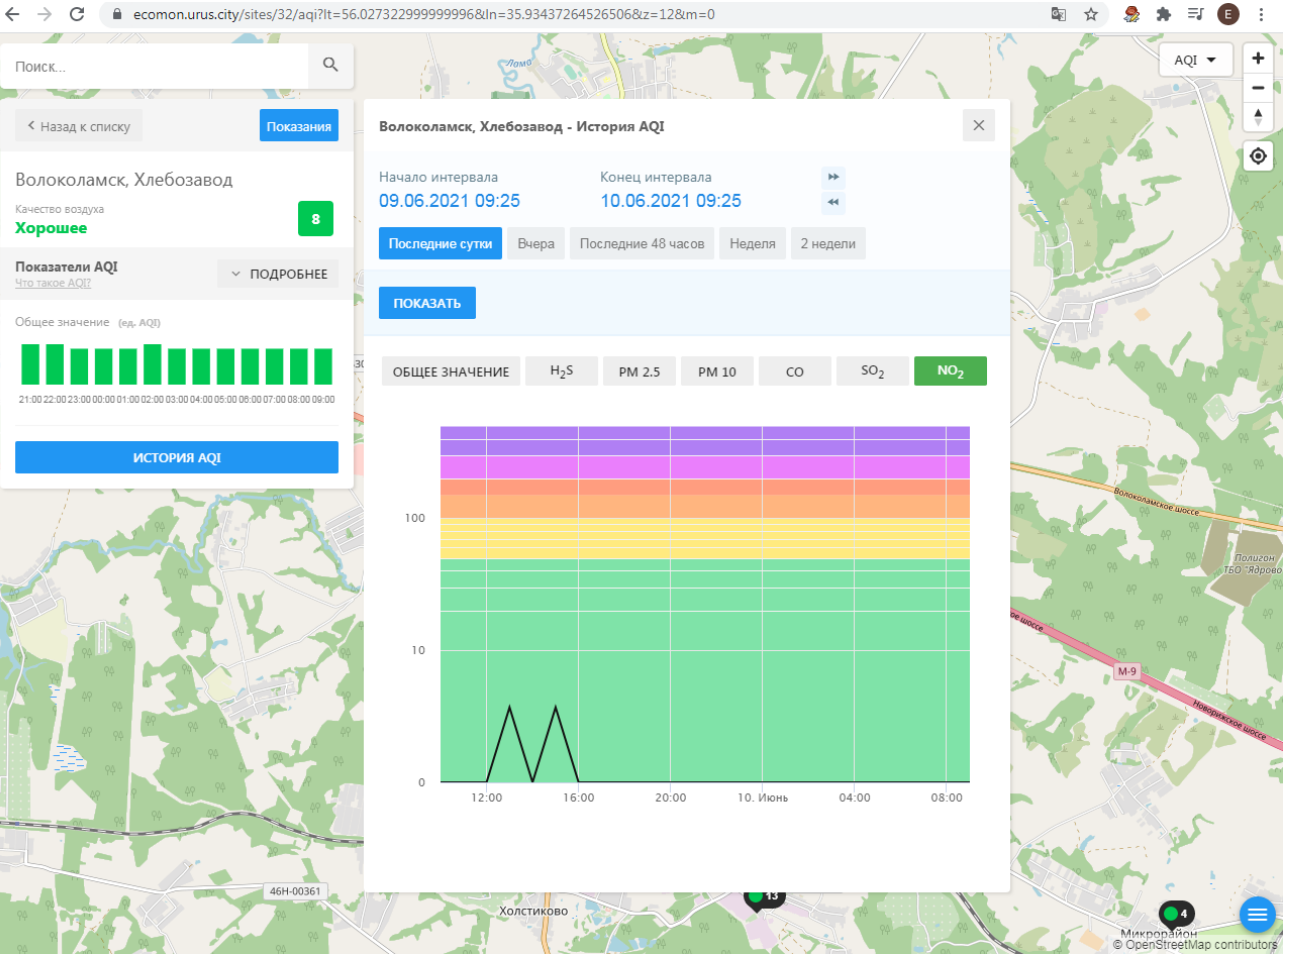 ecomon.urus.city/sites/32/aqi?lt=56.027322999999996&ln=35.93437264526506&z=12&m=0
E
Поиск...
AQI
Лама
Назад к списку
Показания
Волоколамск, Хлебозавод
Качество воздуха
Хорошее
8
Показатели AQI
Что такое AQI?
ПОДРОБНЕЕ
Общее значение (ед. AQI)
21:00 22:00 23:00 00:00 01:00 02:00 03:00 04:00 05:00 06:00 07:00 08:00 09:00
ИСТОРИЯ AQI
Волоколамск, Хлебозавод - История AQI
Начало интервала
Конец интервала
09.06.2021 09:25
10.06.2021 09:25
Последние сутки
Вчера
Последние 48 часов
Неделя
2 недели
ПОКАЗАТЬ
ОБЩЕЕ ЗНАЧЕНИЕ
H2S
PM 2.5
PM 10
CO
SO2
NO2
100
10
0
12:00
16:00
20:00
10. Июнь
04:00
08:00
Волоколамское шоссе
Полигон
ТБО "Ядрово
М-9
Новорижское шоссе
46Н-00361
Холстиково
13
4
Микрорайон
© OpenStreetMap contributors